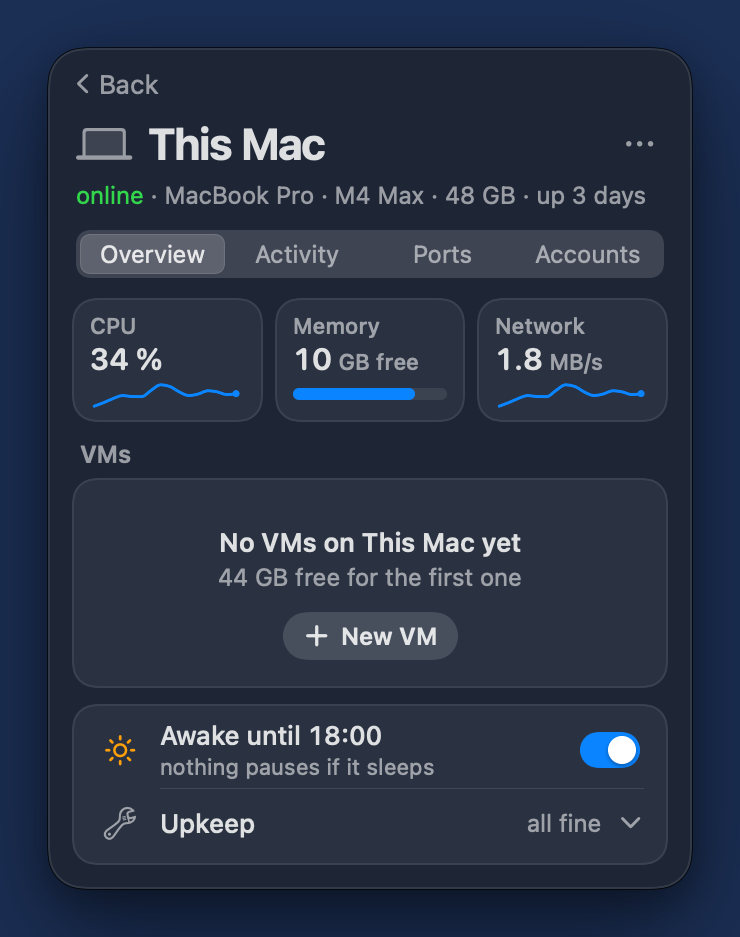 Back
This Mac
online · MacBook Pro · M4 Max · 48 GB · up 3 days
Overview Activity Ports Accounts
CPU Memory Network
34 % 10 GB free 1.8 MB/s
VMs
No VMs on This Mac yet
44 GB free for the first one
+ New VM
Awake until 18:00
nothing pauses if it sleeps
Upkeep all fine